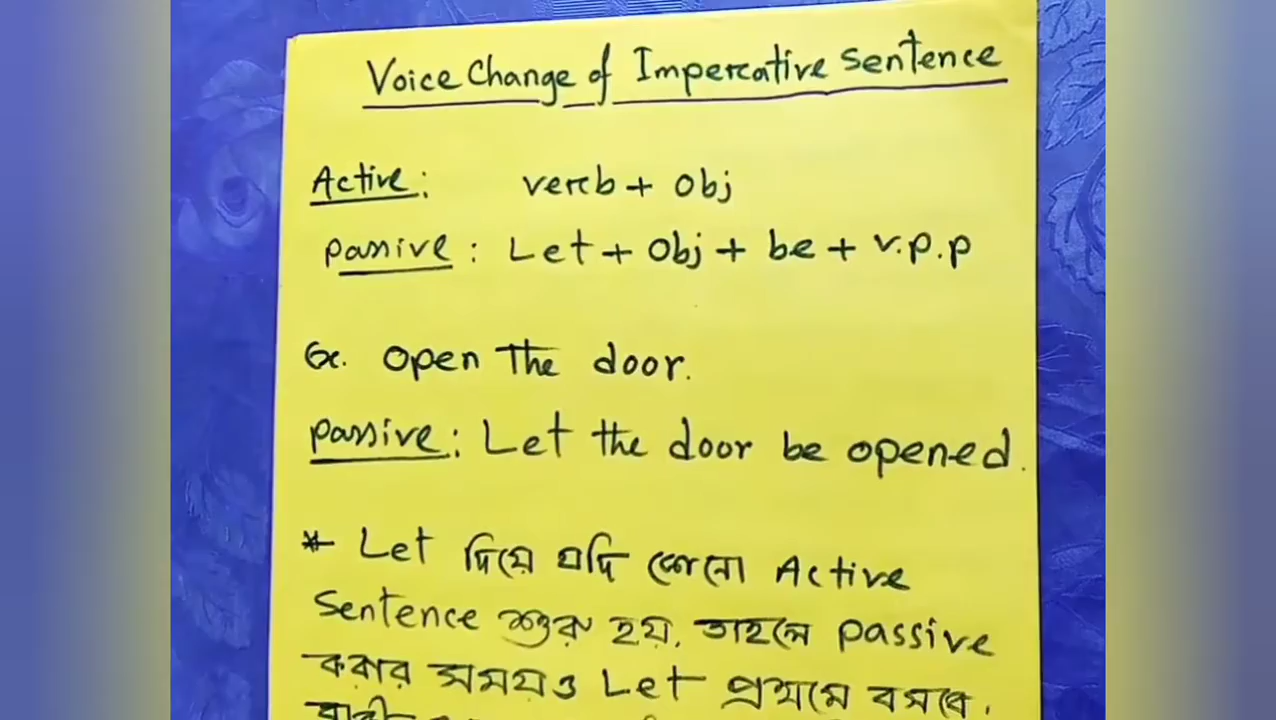 Voice Change of Imperative Sentence
Active: verb + Obj
Passive: Let + Obj + be + v.p.p
Ex. Open The door.
Passive: Let the door be opened.
* Let দিয়ে যদি কোনো Active
Sentence শুরু হয়, তাহলে passive
করার সময়ও Let প্রথমে বসবে,